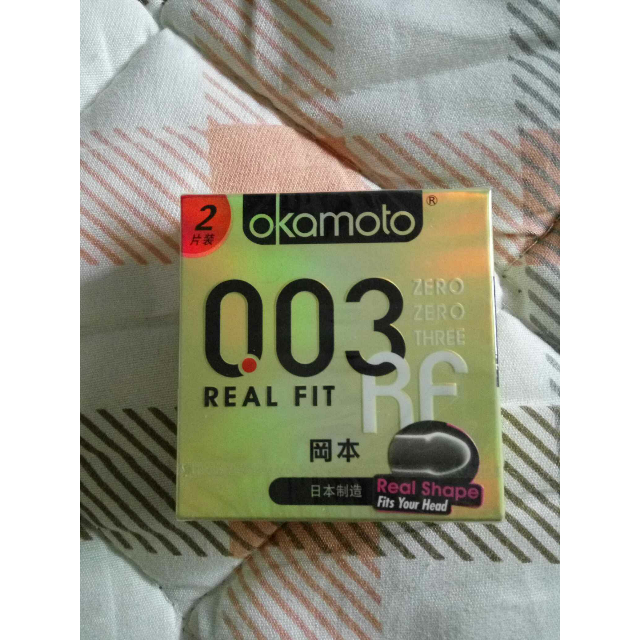 2
片装
okamoto®
0.03
ZERO
ZERO
THREE
REAL FIT
RF
岡本
日本制造
Real Shape
Fits Your Head